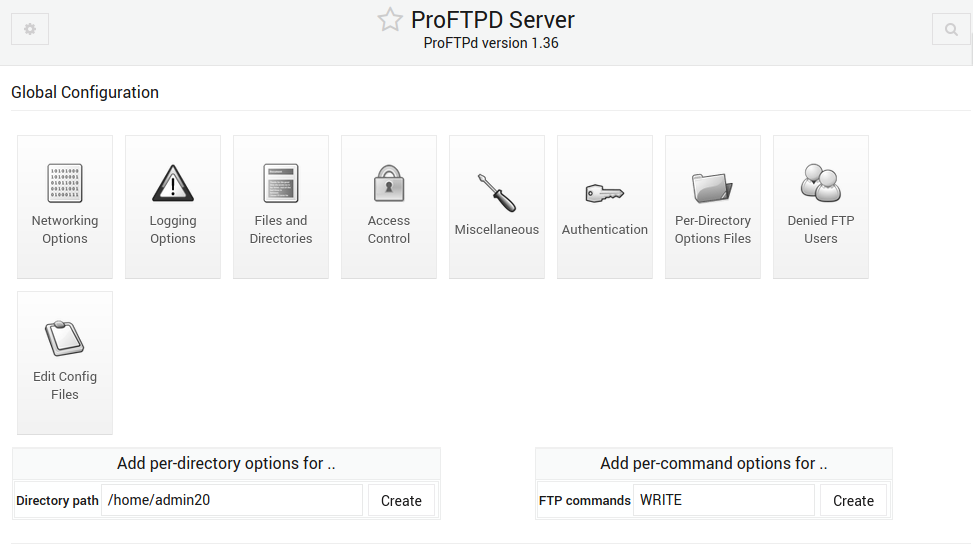 ProFTPD Server
ProFTPd version 1.36
Global Configuration
Networking Options
Logging Options
Files and Directories
Access Control
Miscellaneous
Authentication
Per-Directory Options Files
Denied FTP Users
Edit Config Files
Add per-directory options for ..
Directory path /home/admin20 Create
Add per-command options for ..
FTP commands WRITE Create